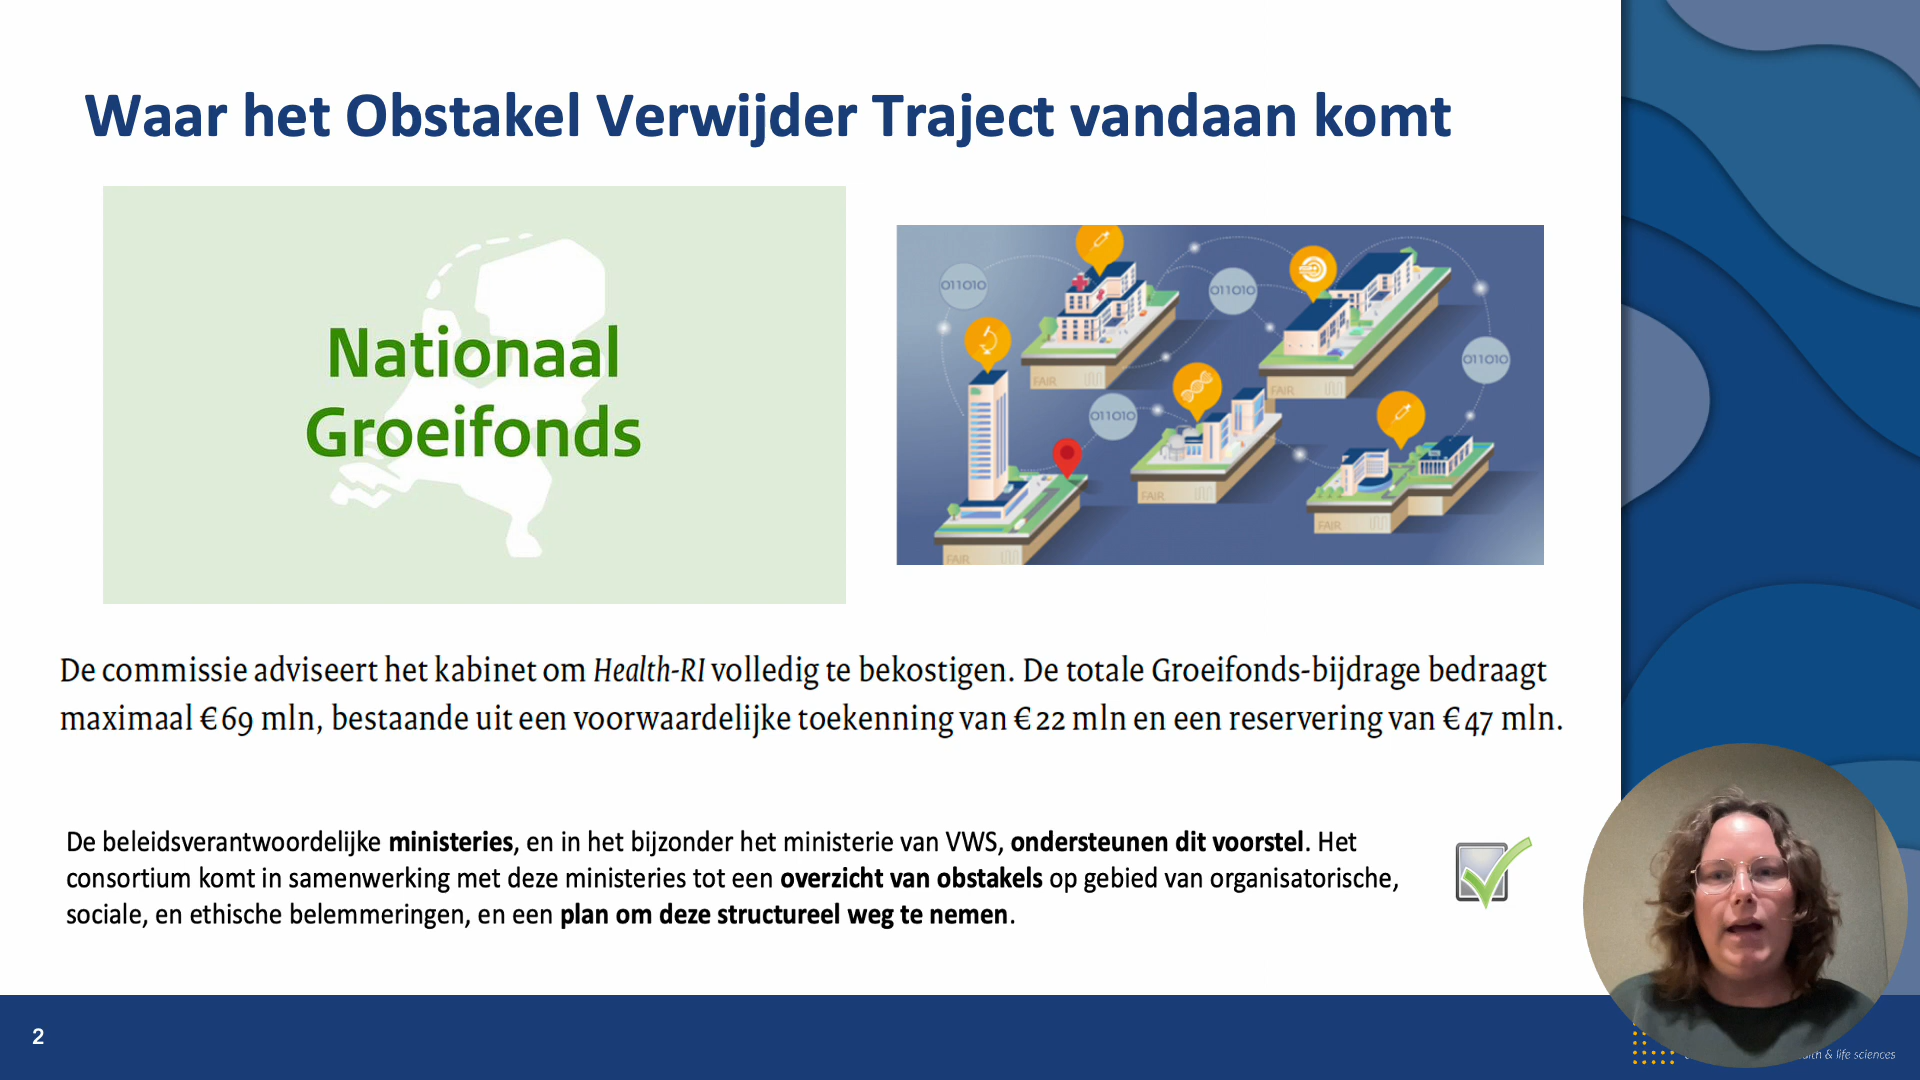 Waar het Obstakel Verwijder Traject vandaan komt
Nationaal
Groeifonds
011010
011010
011010
011010
FAIR
FAIR
FAIR
FAIR
FAIR
De commissie adviseert het kabinet om Health-RI volledig te bekostigen. De totale Groeifonds-bijdrage bedraagt
maximaal € 69 mln, bestaande uit een voorwaardelijke toekenning van € 22 mln en een reservering van € 47 mln.
De beleidsverantwoordelijke ministeries, en in het bijzonder het ministerie van VWS, ondersteunen dit voorstel. Het
consortium komt in samenwerking met deze ministeries tot een overzicht van obstakels op gebied van organisatorische,
sociale, en ethische belemmeringen, en een plan om deze structureel weg te nemen.
2
& life sciences